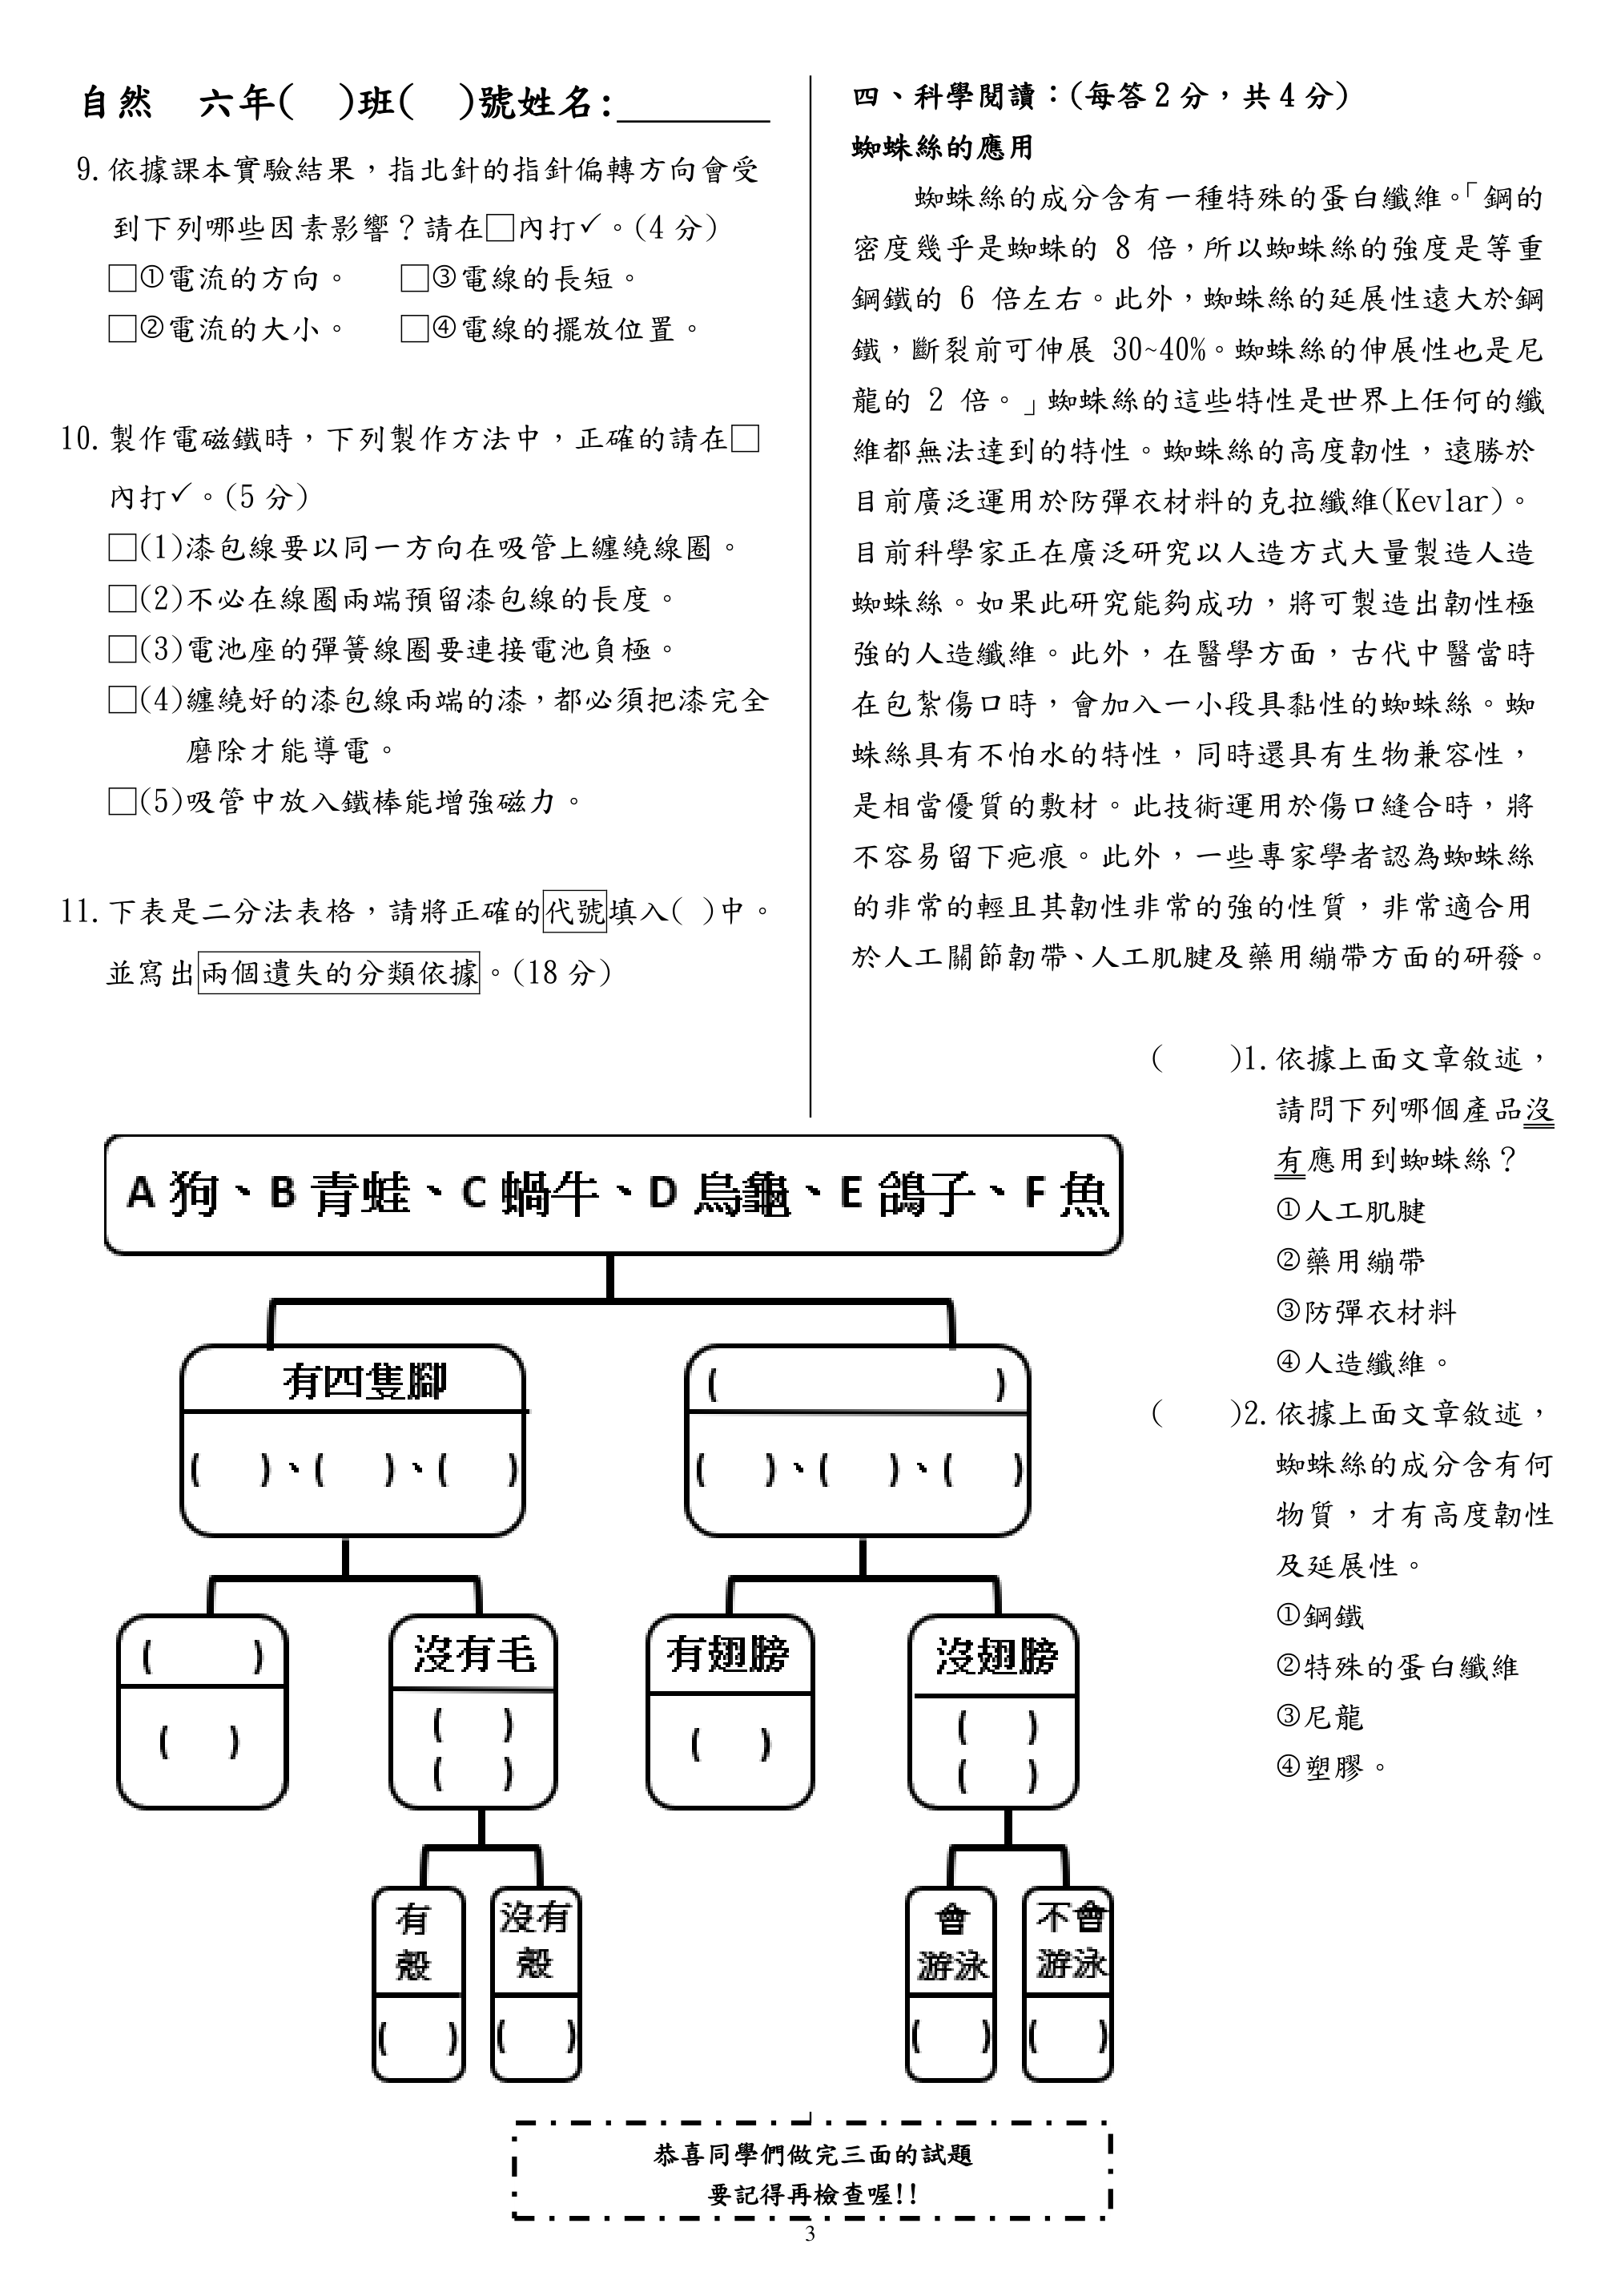 自然　六年(　)班(　)號姓名:________
9.依據課本實驗結果，指北針的指針偏轉方向會受
到下列哪些因素影響？請在□內打✓。(4 分)
□①電流的方向。　□③電線的長短。
□②電流的大小。　□④電線的擺放位置。
10.製作電磁鐵時，下列製作方法中，正確的請在□
內打✓。(5 分)
□(1)漆包線要以同一方向在吸管上纏繞線圈。
□(2)不必在線圈兩端預留漆包線的長度。
□(3)電池座的彈簧線圈要連接電池負極。
□(4)纏繞好的漆包線兩端的漆，都必須把漆完全
磨除才能導電。
□(5)吸管中放入鐵棒能增強磁力。
11.下表是二分法表格，請將正確的代號填入( )中。
並寫出兩個遺失的分類依據。(18 分)
四、科學閱讀：(每答 2 分，共 4 分)
蜘蛛絲的應用
蜘蛛絲的成分含有一種特殊的蛋白纖維。「鋼的
密度幾乎是蜘蛛的 8 倍，所以蜘蛛絲的強度是等重
鋼鐵的 6 倍左右。此外，蜘蛛絲的延展性遠大於鋼
鐵，斷裂前可伸展 30~40%。蜘蛛絲的伸展性也是尼
龍的 2 倍。」蜘蛛絲的這些特性是世界上任何的纖
維都無法達到的特性。蜘蛛絲的高度韌性，遠勝於
目前廣泛運用於防彈衣材料的克拉纖維(Kevlar)。
目前科學家正在廣泛研究以人造方式大量製造人造
蜘蛛絲。如果此研究能夠成功，將可製造出韌性極
強的人造纖維。此外，在醫學方面，古代中醫當時
在包紮傷口時，會加入一小段具黏性的蜘蛛絲。蜘
蛛絲具有不怕水的特性，同時還具有生物兼容性，
是相當優質的敷材。此技術運用於傷口縫合時，將
不容易留下疤痕。此外，一些專家學者認為蜘蛛絲
的非常的輕且其韌性非常的強的性質，非常適合用
於人工關節韌帶、人工肌腱及藥用繃帶方面的研發。
(　　)1.依據上面文章敘述，
請問下列哪個產品沒
有應用到蜘蛛絲？
①人工肌腱
②藥用繃帶
③防彈衣材料
④人造纖維。
(　　)2.依據上面文章敘述，
蜘蛛絲的成分含有何
物質，才有高度韌性
及延展性。
①鋼鐵
②特殊的蛋白纖維
③尼龍
④塑膠。
A 狗、B 青蛙、C 蝸牛、D 烏龜、E 鴿子、F 魚
有四隻腳
(　　　　　　)
(　)、(　)、(　)
(　)、(　)、(　)
(　　)
(　)
沒有毛
(　)
(　)
有翅膀
(　)
沒翅膀
(　)
(　)
有
殼
(　)
沒有
殼
(　)
會
游泳
(　)
不會
游泳
(　)
恭喜同學們做完三面的試題
要記得再檢查喔!!
3